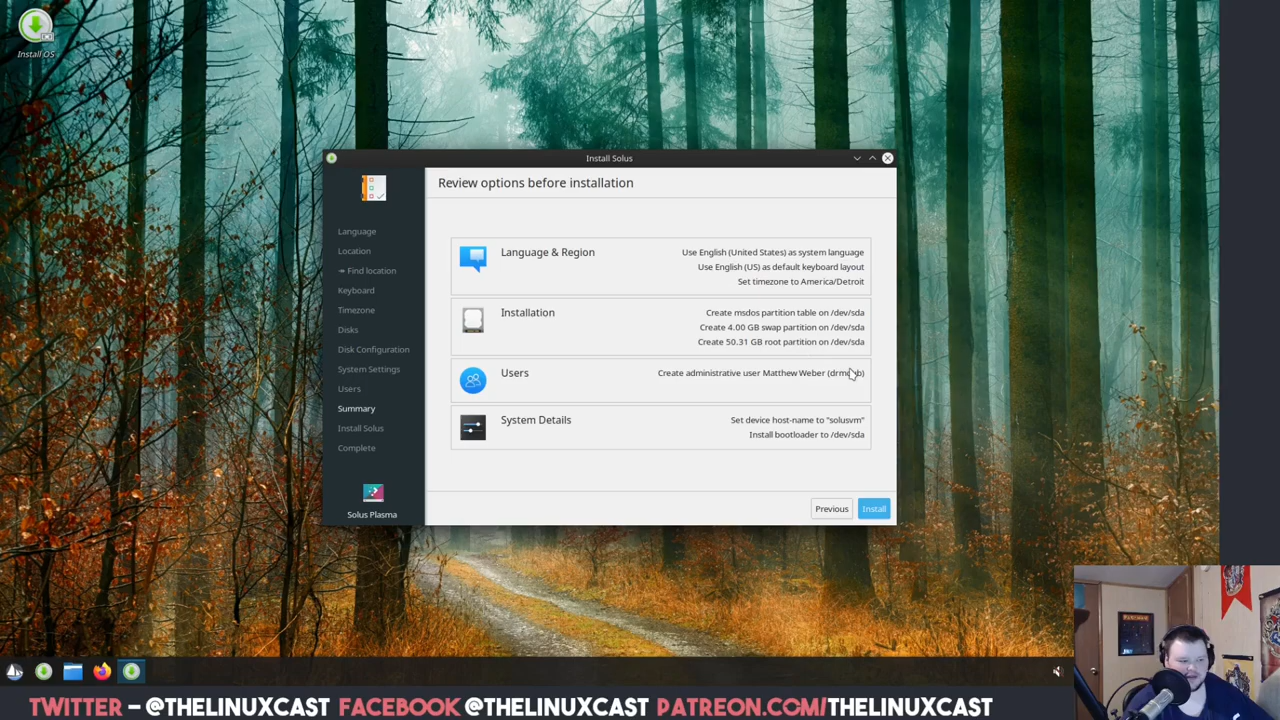 Install OS
Install Solus
Review options before installation
Language
Location
Find location
Keyboard
Timezone
Disks
Disk Configuration
System Settings
Users
Summary
Install Solus
Complete
Solus Plasma
Language & Region
Use English (United States) as system language
Use English (US) as default keyboard layout
Set timezone to America/Detroit
Installation
Create msdos partition table on /dev/sda
Create 4.00 GB swap partition on /dev/sda
Create 50.31 GB root partition on /dev/sda
Users
Create administrative user Matthew Weber
System Details
Set device host-name to "solusvm"
Install bootloader to /dev/sda
Previous
Install
TWITTER - @THELINUXCAST FACEBOOK @THELINUXCAST PATREON.COM/THELINUXCAST